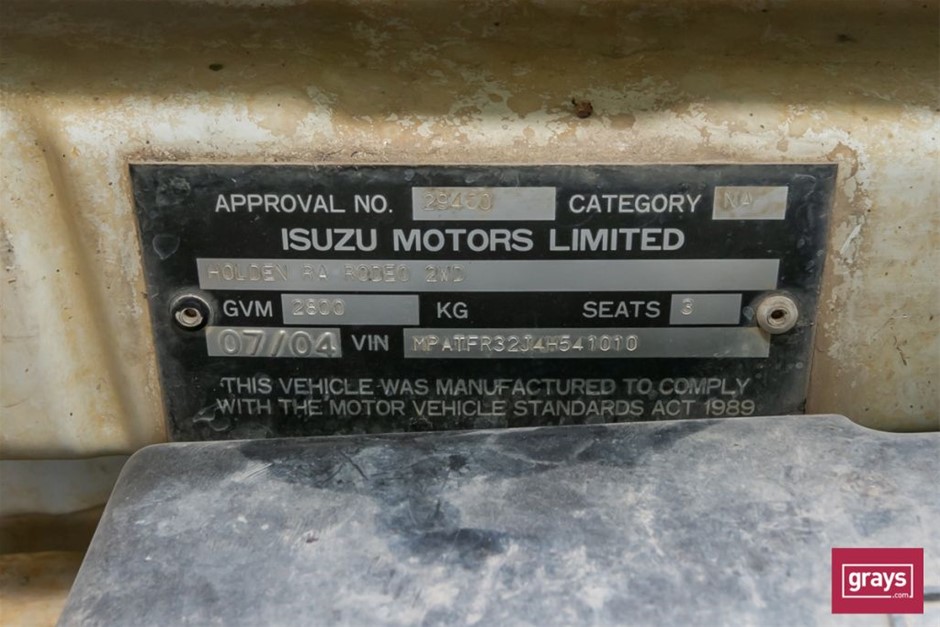 APPROVAL NO. 29460 CATEGORY NA
ISUZU MOTORS LIMITED
HOLDEN RA RODEO 2WD
GVM 2800 KG SEATS 3
07/04 VIN MPATFR32J4H541010
THIS VEHICLE WAS MANUFACTURED TO COMPLY
WITH THE MOTOR VEHICLE STANDARDS ACT 1989
grays
.com